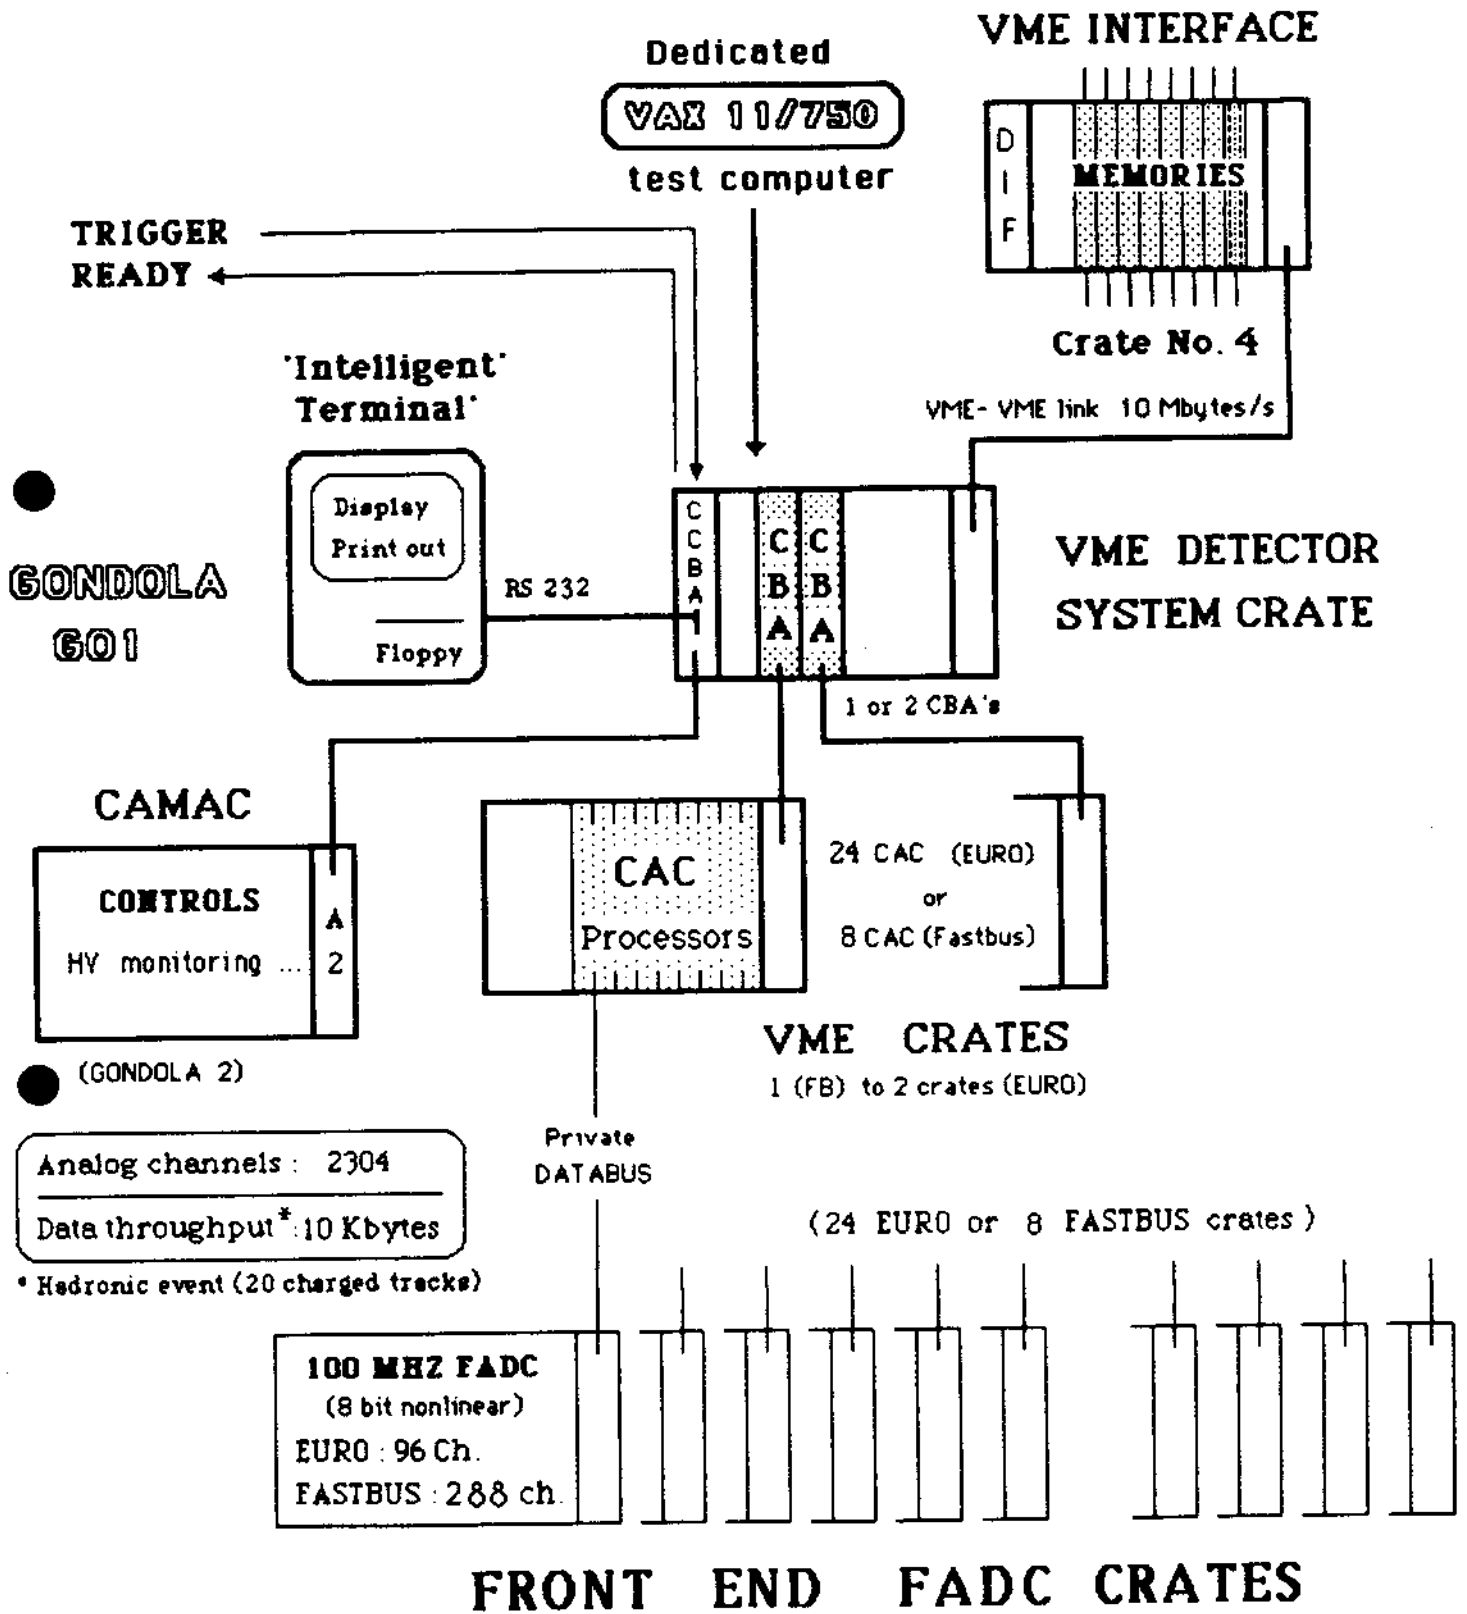 VME INTERFACE
Dedicated
VAX 11/750
test computer
D
I
F
MEMORIES
TRIGGER
READY
Crate No. 4
'Intelligent'
Terminal'
VME- VME link 10 Mbytes/s
Display
Print out
Floppy
RS 232
C
C
B
A
C
B
A
C
B
A
GONDOLA
G01
VME DETECTOR
SYSTEM CRATE
1 or 2 CBA's
CAMAC
CONTROLS
HV monitoring ...
A
2
CAC
Processors
24 CAC (EURO)
or
8 CAC (Fastbus)
VME CRATES
1 (FB) to 2 crates (EURO)
(GONDOLA 2)
Private
DATABUS
Analog channels : 2304
Data throughput* : 10 Kbytes
* Hadronic event (20 charged tracks)
(24 EURO or 8 FASTBUS crates)
100 MHZ FADC
(8 bit nonlinear)
EURO : 96 Ch.
FASTBUS : 288 ch.
FRONT END FADC CRATES